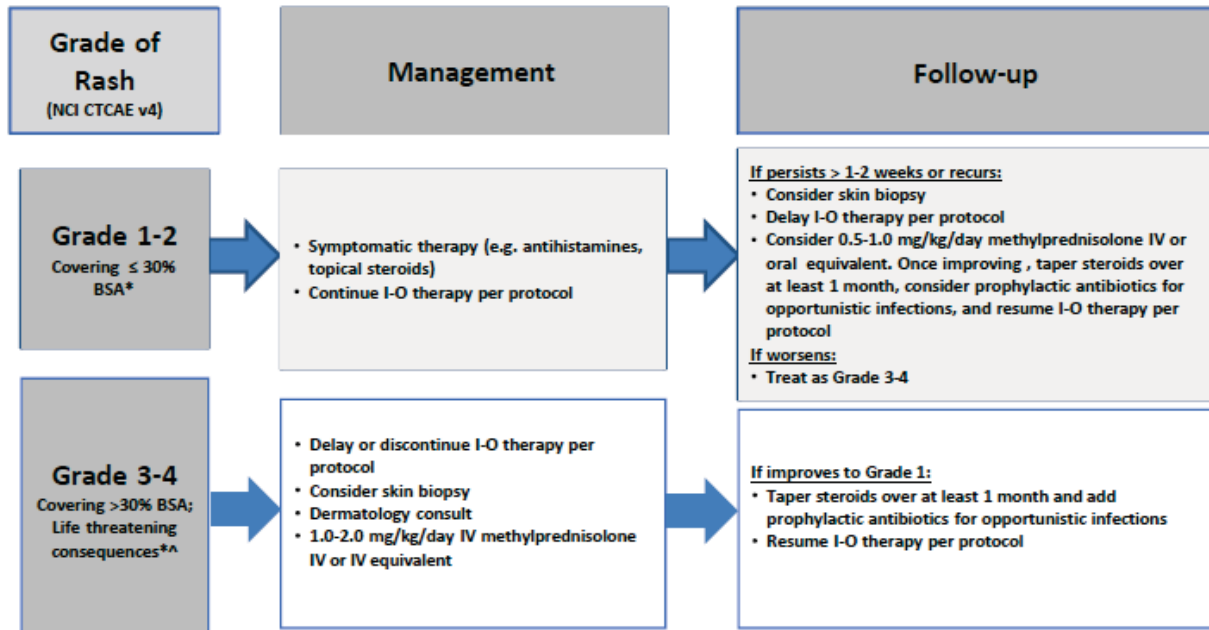 Grade of
Rash
(NCI CTCAE v4)
Management
Follow-up
Grade 1-2
Covering ≤ 30%
BSA*
• Symptomatic therapy (e.g. antihistamines,
topical steroids)
• Continue I-O therapy per protocol
If persists > 1-2 weeks or recurs:
• Consider skin biopsy
• Delay I-O therapy per protocol
• Consider 0.5-1.0 mg/kg/day methylprednisolone IV or
oral equivalent. Once improving , taper steroids over
at least 1 month, consider prophylactic antibiotics for
opportunistic infections, and resume I-O therapy per
protocol
If worsens:
• Treat as Grade 3-4
Grade 3-4
Covering >30% BSA;
Life threatening
consequences*^
• Delay or discontinue I-O therapy per
protocol
• Consider skin biopsy
• Dermatology consult
• 1.0-2.0 mg/kg/day IV methylprednisolone
IV or IV equivalent
If improves to Grade 1:
• Taper steroids over at least 1 month and add
prophylactic antibiotics for opportunistic infections
• Resume I-O therapy per protocol